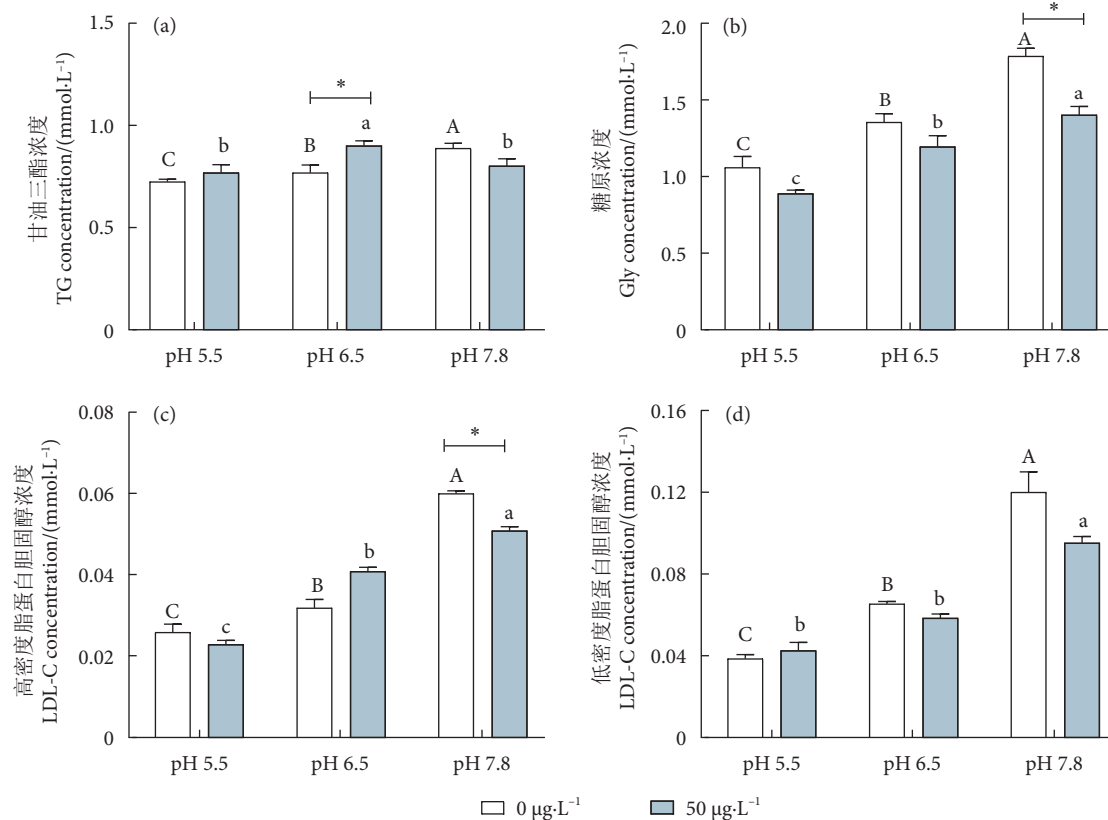 (a)
甘油三酯浓度
TG concentration/(mmol·L⁻¹)
1.5
1.0
0.5
0
C
b
B
a
*
A
b
pH 5.5
pH 6.5
pH 7.8
(b)
糖原浓度
Gly concentration/(mmol·L⁻¹)
2.0
1.5
1.0
0.5
0
C
c
B
b
A
a
*
pH 5.5
pH 6.5
pH 7.8
(c)
高密度脂蛋白胆固醇浓度
LDL-C concentration/(mmol·L⁻¹)
0.08
0.06
0.04
0.02
0
C
c
B
b
A
a
*
pH 5.5
pH 6.5
pH 7.8
(d)
低密度脂蛋白胆固醇浓度
LDL-C concentration/(mmol·L⁻¹)
0.16
0.12
0.08
0.04
0
C
b
B
b
A
a
pH 5.5
pH 6.5
pH 7.8
0 μg·L⁻¹
50 μg·L⁻¹